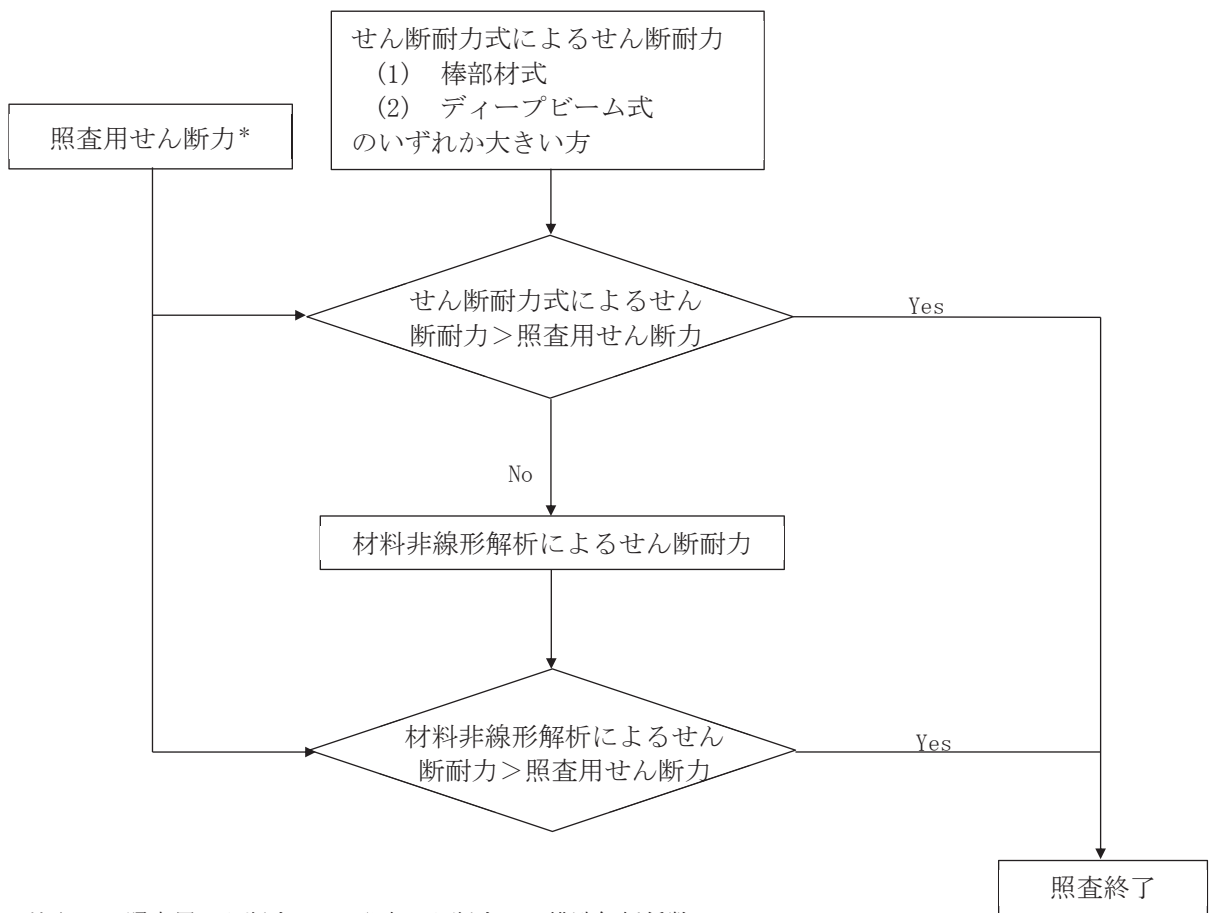 せん断耐力式によるせん断耐力
(1) 棒部材式
(2) ディープビーム式
のいずれか大きい方
照査用せん断力*
せん断耐力式によるせん
断耐力＞照査用せん断力
Yes
No
材料非線形解析によるせん断耐力
材料非線形解析によるせん
断耐力＞照査用せん断力
Yes
照査終了